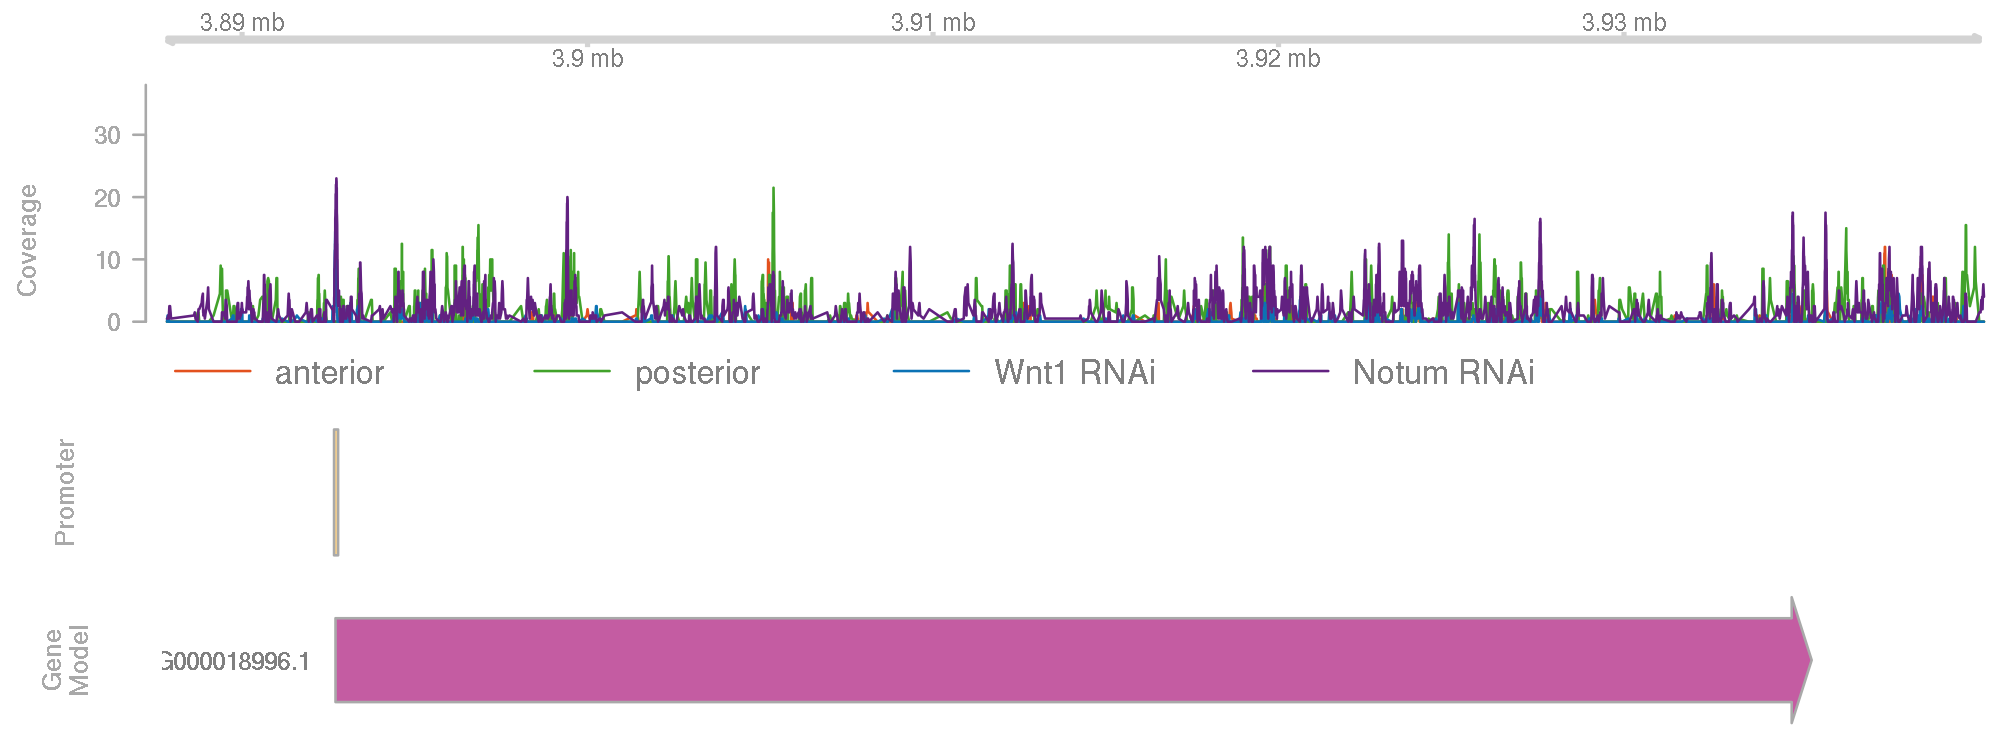 3.89 mb 3.91 mb 3.93 mb
3.9 mb 3.92 mb
Coverage
30
20
10
0
anterior posterior Wnt1 RNAi Notum RNAi
Promoter
Gene
Model
G000018996.1